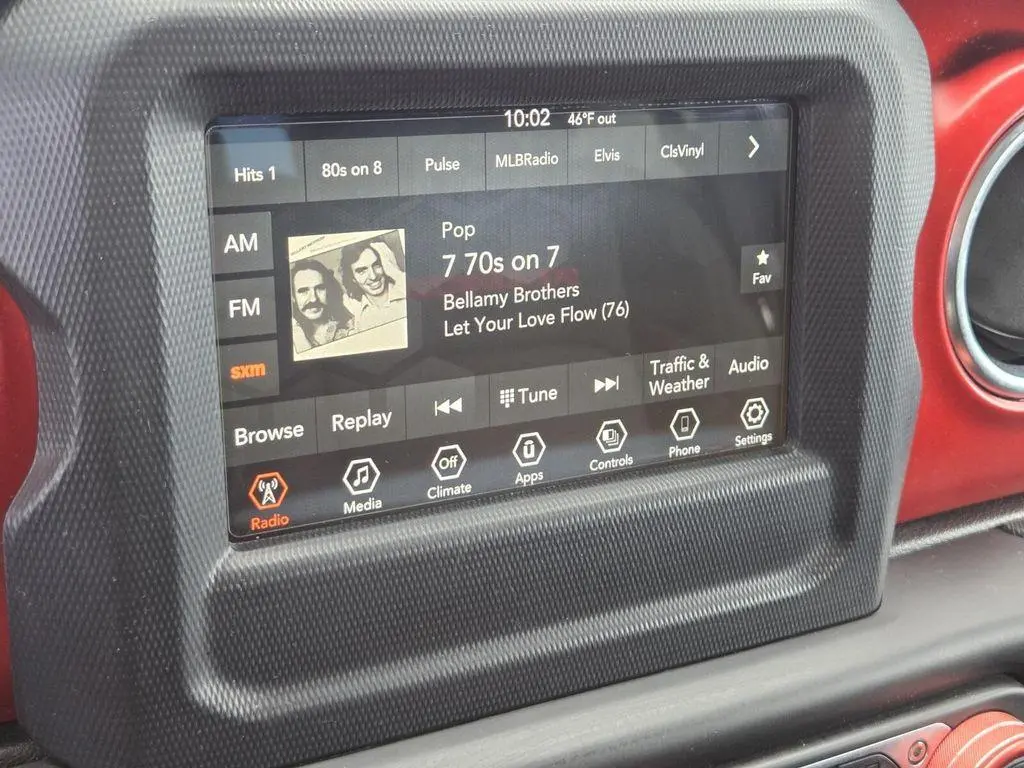 10:02 46°F out
Hits 1 80s on 8 Pulse MLBRadio Elvis ClsVinyl
AM
FM
sxm
Pop
7 70s on 7
Bellamy Brothers
Let Your Love Flow (76)
Fav
Browse Replay Tune Traffic & Weather Audio
Radio Media Off Climate Apps Controls Phone Settings